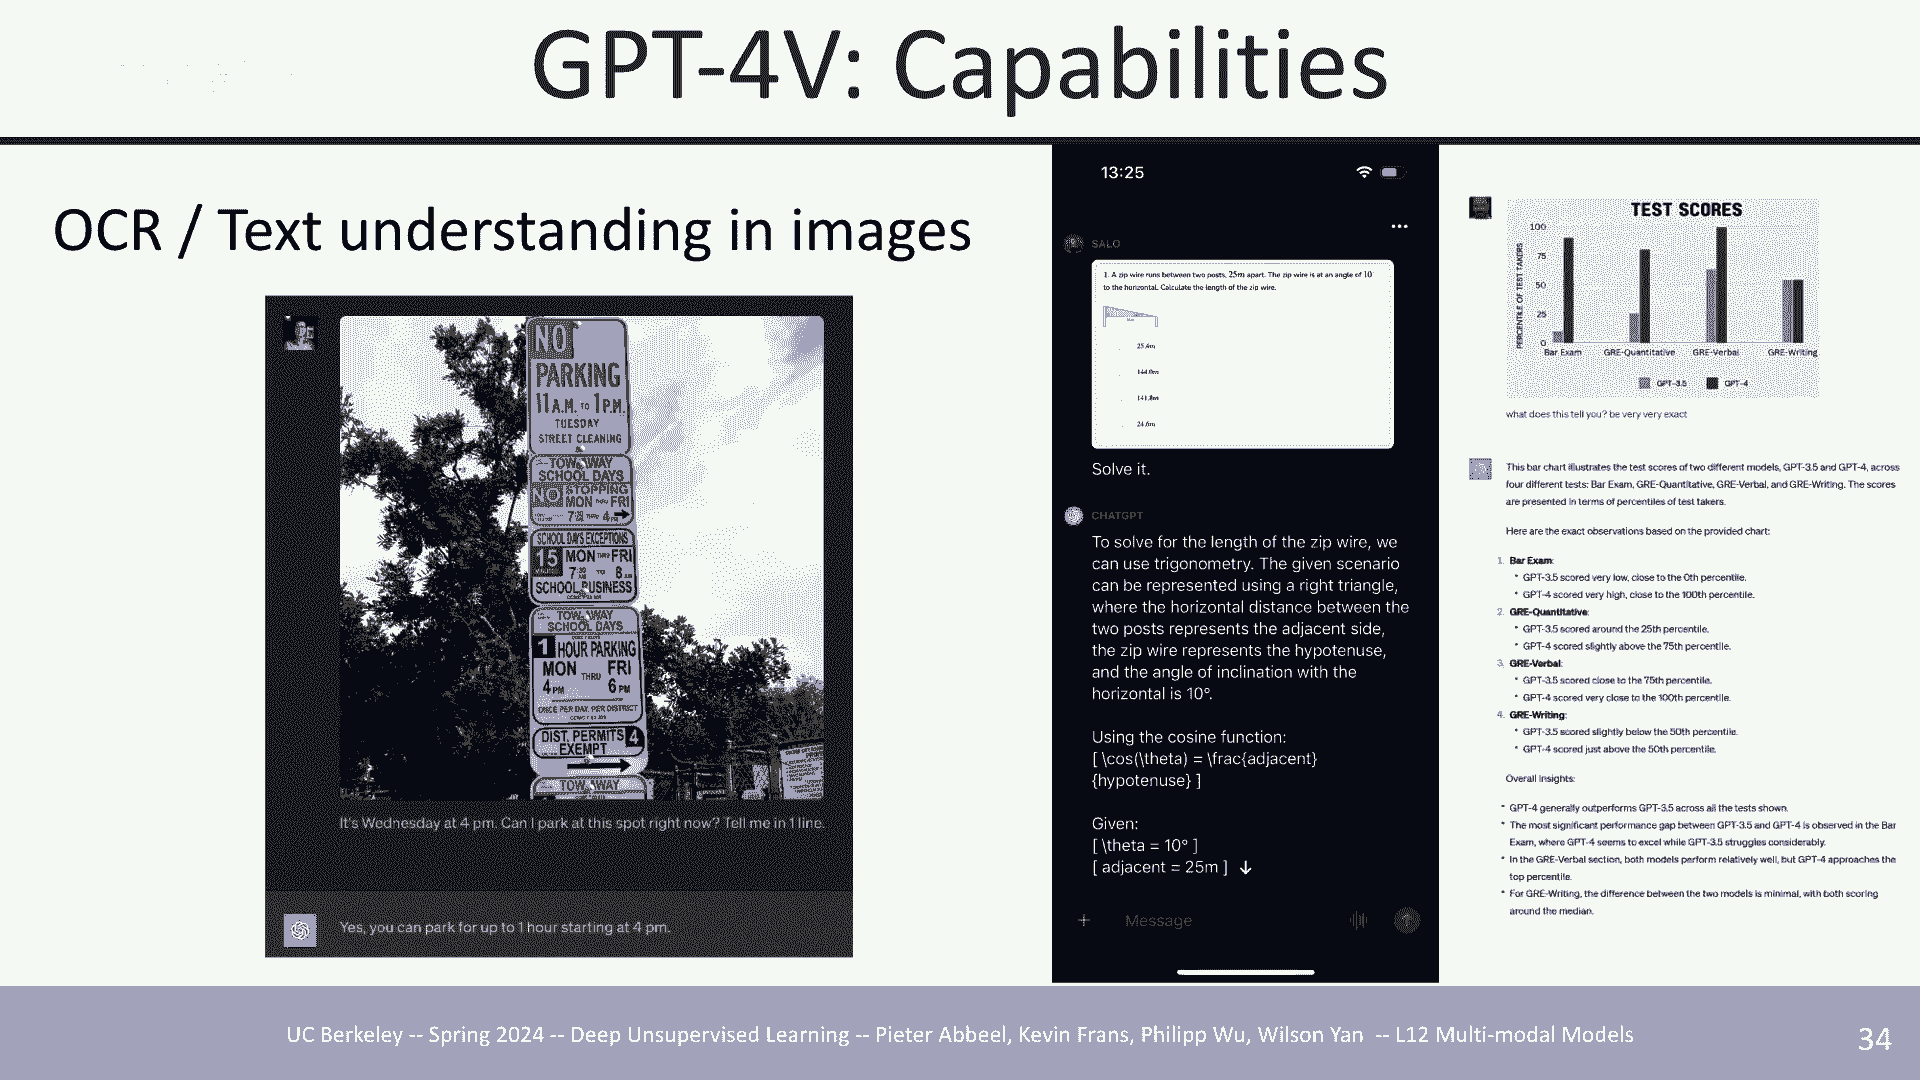 GPT-4V: Capabilities
OCR / Text understanding in images
NO
PARKING
11 A.M. TO 1 P.M.
TUESDAY
STREET CLEANING
TOW-AWAY
SCHOOL DAYS
NO STOPPING
MON THRU FRI
7:30 AM THRU 4 PM
SCHOOL DAYS EXCEPTIONS
15 MON THRU FRI
7:30 TO 8 AM
SCHOOL BUSINESS
TOW-AWAY
SCHOOL DAYS
1 HOUR PARKING
MON THRU FRI
4 PM 6 PM
ONCE PER DAY. PER DISTRICT
DIST. PERMITS 4
EXEMPT
TOW-AWAY
It's Wednesday at 4 pm. Can I park at this spot right now? Tell me in 1 line.
Yes, you can park for up to 1 hour starting at 4 pm.
13:25
SALO
1. A zip wire runs between two posts, 25m apart. The zip wire is at an angle of 10°
to the horizontal. Calculate the length of the zip wire.
25.4m
144.0m
141.8m
24.6m
Solve it.
CHATGPT
To solve for the length of the zip wire, we
can use trigonometry. The given scenario
can be represented using a right triangle,
where the horizontal distance between the
two posts represents the adjacent side,
the zip wire represents the hypotenuse,
and the angle of inclination with the
horizontal is 10°.
Using the cosine function:
[ \cos(\theta) = \frac{adjacent}
{hypotenuse} ]
Given:
[ \theta = 10° ]
[ adjacent = 25m ]
Message
TEST SCORES
PERCENTILE OF TEST TAKERS
100
75
50
25
0
Bar Exam GRE-Quantitative GRE-Verbal GRE-Writing
GPT-3.5 GPT-4
what does this tell you? be very very exact
This bar chart illustrates the test scores of two different models, GPT-3.5 and GPT-4, across
four different tests: Bar Exam, GRE-Quantitative, GRE-Verbal, and GRE-Writing. The scores
are presented in terms of percentiles of test takers.
Here are the exact observations based on the provided chart:
1. Bar Exam:
• GPT-3.5 scored very low, close to the 0th percentile.
• GPT-4 scored very high, close to the 100th percentile.
2. GRE-Quantitative:
• GPT-3.5 scored around the 25th percentile.
• GPT-4 scored slightly above the 75th percentile.
3. GRE-Verbal:
• GPT-3.5 scored close to the 75th percentile.
• GPT-4 scored very close to the 100th percentile.
4. GRE-Writing:
• GPT-3.5 scored slightly below the 50th percentile.
• GPT-4 scored just above the 50th percentile.
Overall Insights:
• GPT-4 generally outperforms GPT-3.5 across all the tests shown.
• The most significant performance gap between GPT-3.5 and GPT-4 is observed in the Bar
Exam, where GPT-4 seems to excel while GPT-3.5 struggles considerably.
• In the GRE-Verbal section, both models perform relatively well, but GPT-4 approaches the
top percentile.
• For GRE-Writing, the difference between the two models is minimal, with both scoring
around the median.
UC Berkeley -- Spring 2024 -- Deep Unsupervised Learning -- Pieter Abbeel, Kevin Frans, Philipp Wu, Wilson Yan -- L12 Multi-modal Models
34